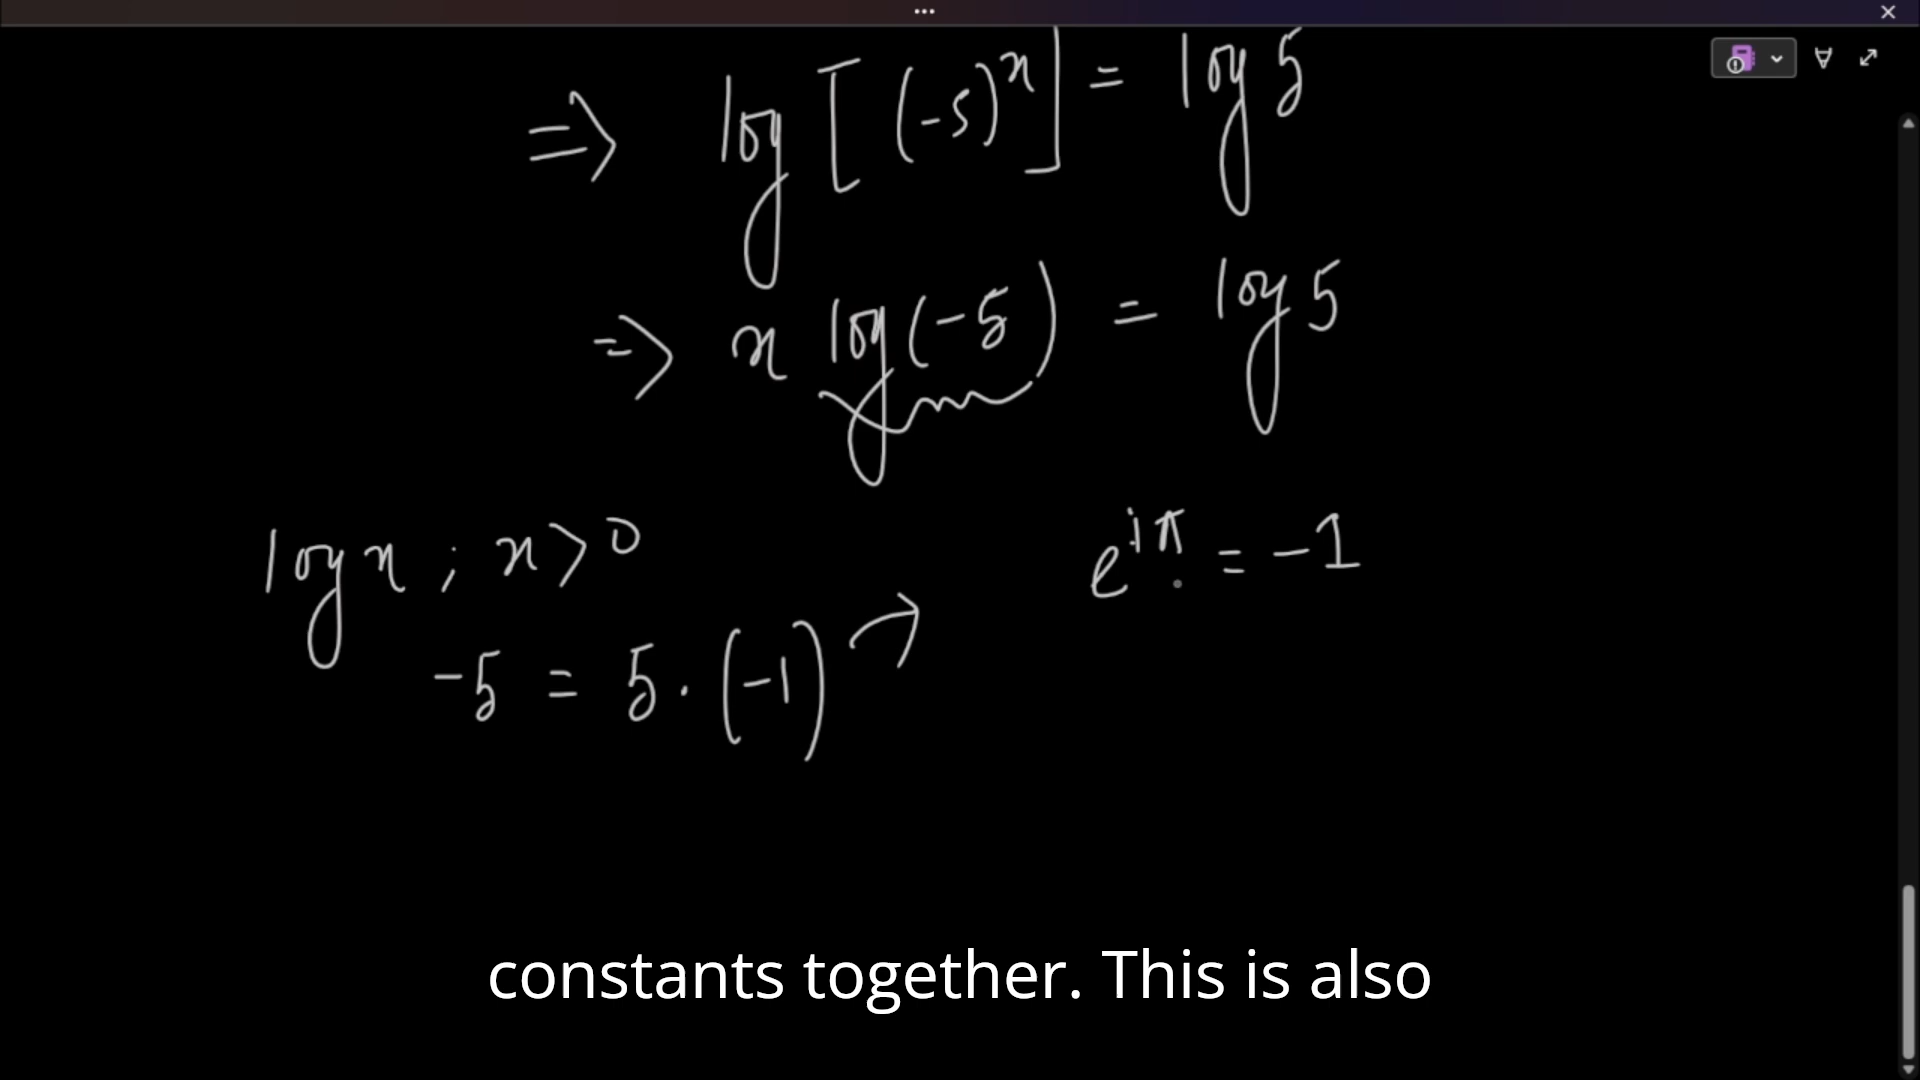 => log [ (-5)^x ] = log 5
=> x log(-5) = log 5
log x ; x > 0
e^{iπ} = -1
-5 = 5 · (-1) →
constants together. This is also